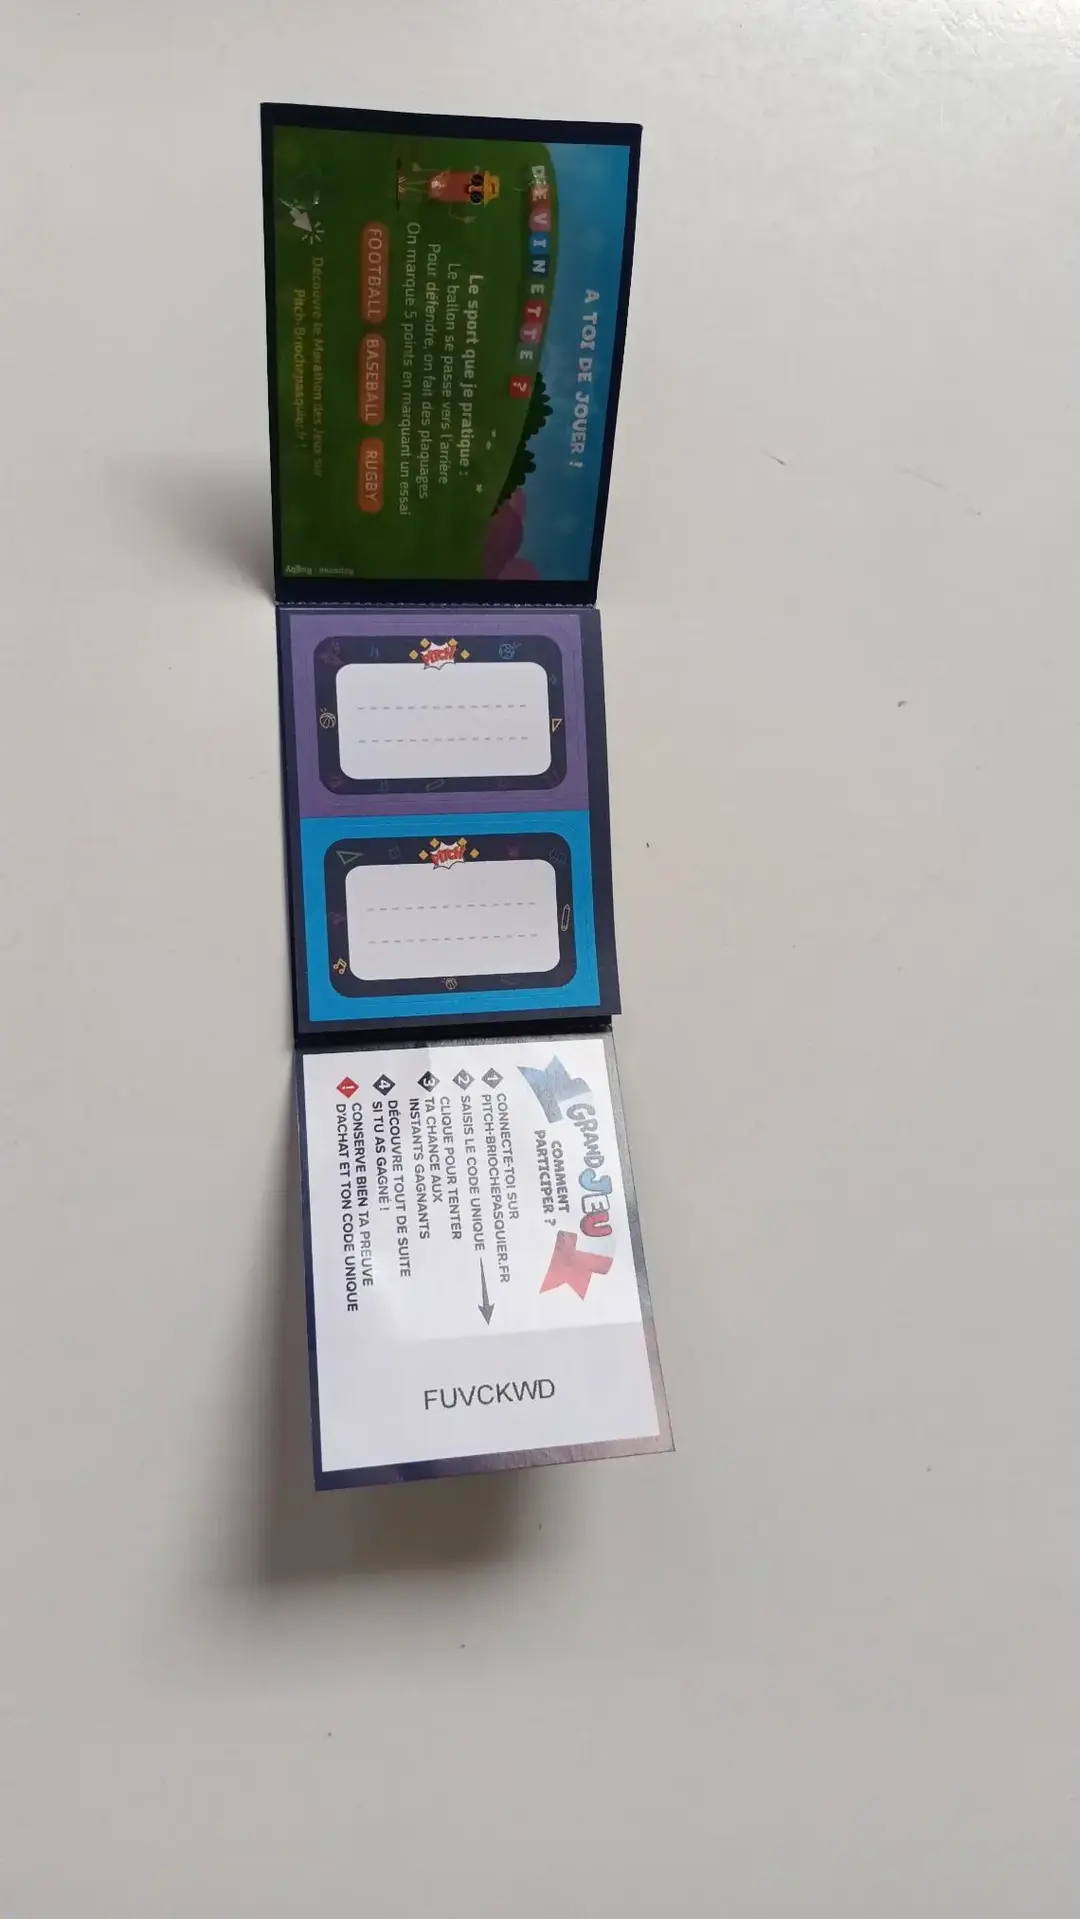 A TOI DE JOUER !
DEVINETTE ?
Le sport que je pratique :
Le ballon se passe vers l'arrière
Pour défendre, on fait des plaquages
On marque 5 points en marquant un essai
FOOTBALL BASEBALL RUGBY
Découvre le Marathon des Jeux sur
Pitch-Briochepasquier.fr !
Réponse : Rugby
PITCH
PITCH
GRAND JEU
COMMENT
PARTICIPER ?
1 CONNECTE-TOI SUR
PITCH-BRIOCHEPASQUIER.FR
2 SAISIS LE CODE UNIQUE
CLIQUE POUR TENTER
3 TA CHANCE AUX
INSTANTS GAGNANTS
4 DÉCOUVRE TOUT DE SUITE
SI TU AS GAGNÉ !
! CONSERVE BIEN TA PREUVE
D'ACHAT ET TON CODE UNIQUE
FUVCKWD